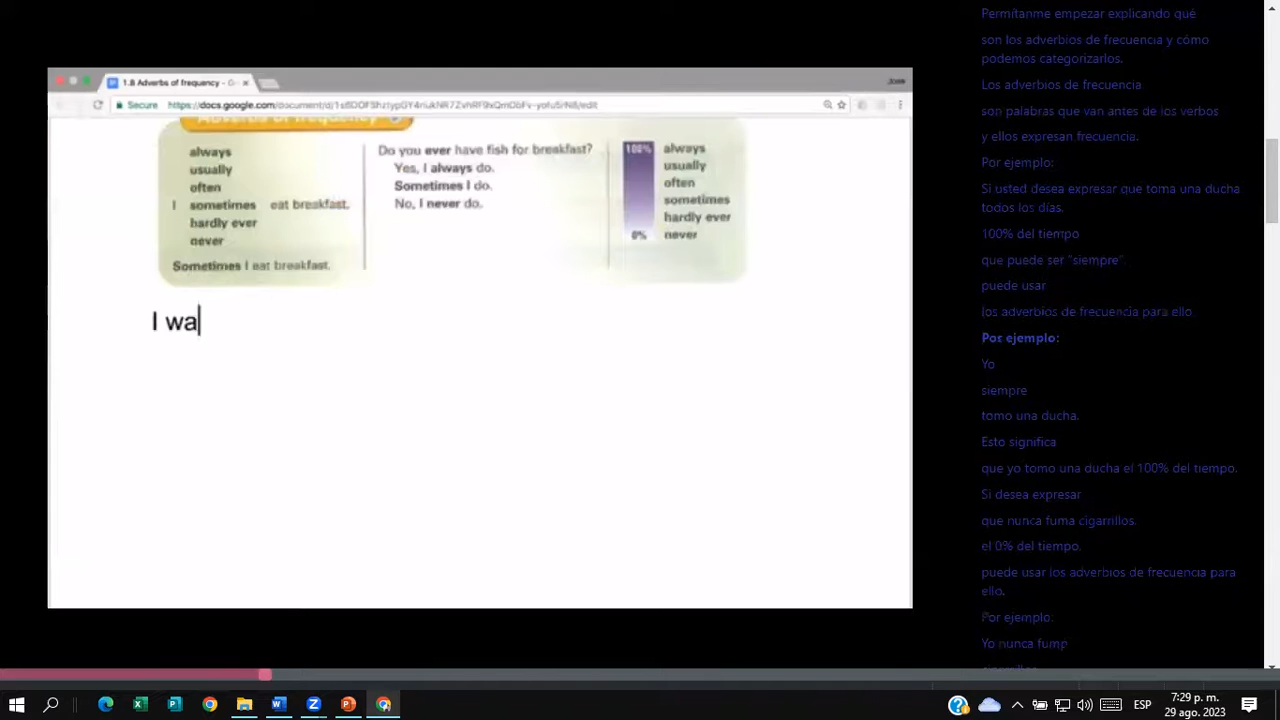 1.8 Adverbs of frequency - G
Secure
Adverbs of frequency
always
usually
often
I sometimes eat breakfast.
hardly ever
never
Sometimes I eat breakfast.
Do you ever have fish for breakfast?
Yes, I always do.
Sometimes I do.
No, I never do.
100% always
usually
often
sometimes
hardly ever
0% never
I wa
Permítanme empezar explicando qué
son los adverbios de frecuencia y cómo
podemos categorizarlos.
Los adverbios de frecuencia
son palabras que van antes de los verbos
y ellos expresan frecuencia.
Por ejemplo:
Si usted desea expresar que toma una ducha
todos los días.
100% del tiempo
que puede ser "siempre".
puede usar
los adverbios de frecuencia para ello.
Por ejemplo:
Yo
siempre
tomo una ducha.
Esto significa
que yo tomo una ducha el 100% del tiempo.
Si desea expresar
que nunca fuma cigarrillos.
el 0% del tiempo.
puede usar los adverbios de frecuencia para
ello.
Por ejemplo:
Yo nunca fumo
ESP
7:29 p. m.
29 ago. 2023